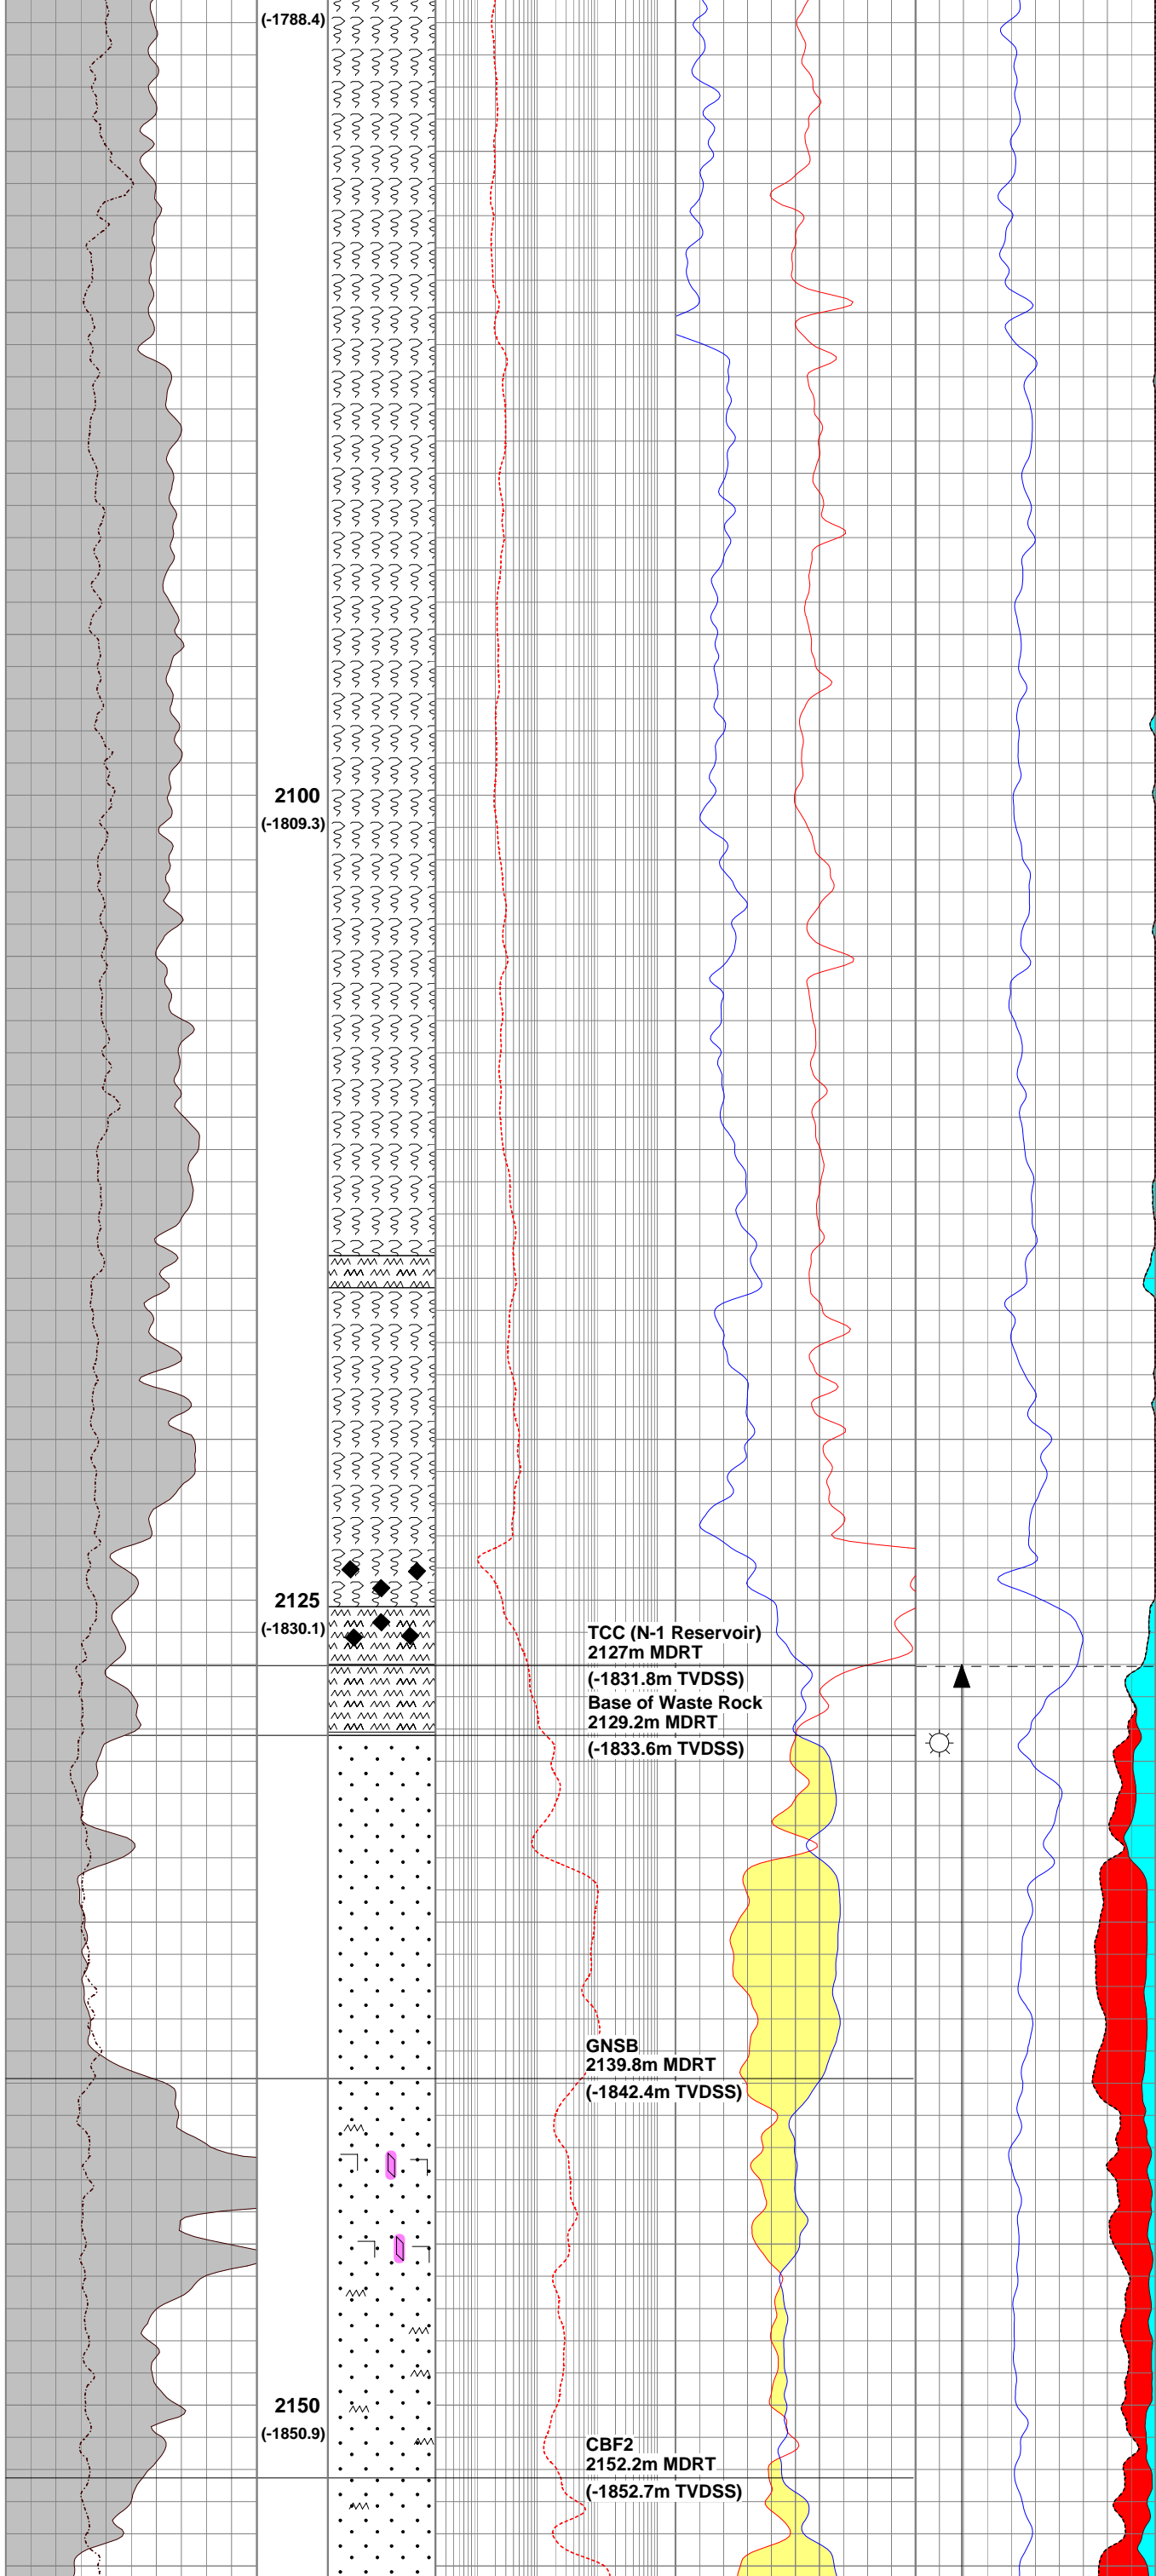 (-1788.4)
2100
(-1809.3)
2125
(-1830.1)
TCC (N-1 Reservoir)
2127m MDRT
(-1831.8m TVDSS)
Base of Waste Rock
2129.2m MDRT
(-1833.6m TVDSS)
GNSB
2139.8m MDRT
(-1842.4m TVDSS)
2150
(-1850.9)
CBF2
2152.2m MDRT
(-1852.7m TVDSS)